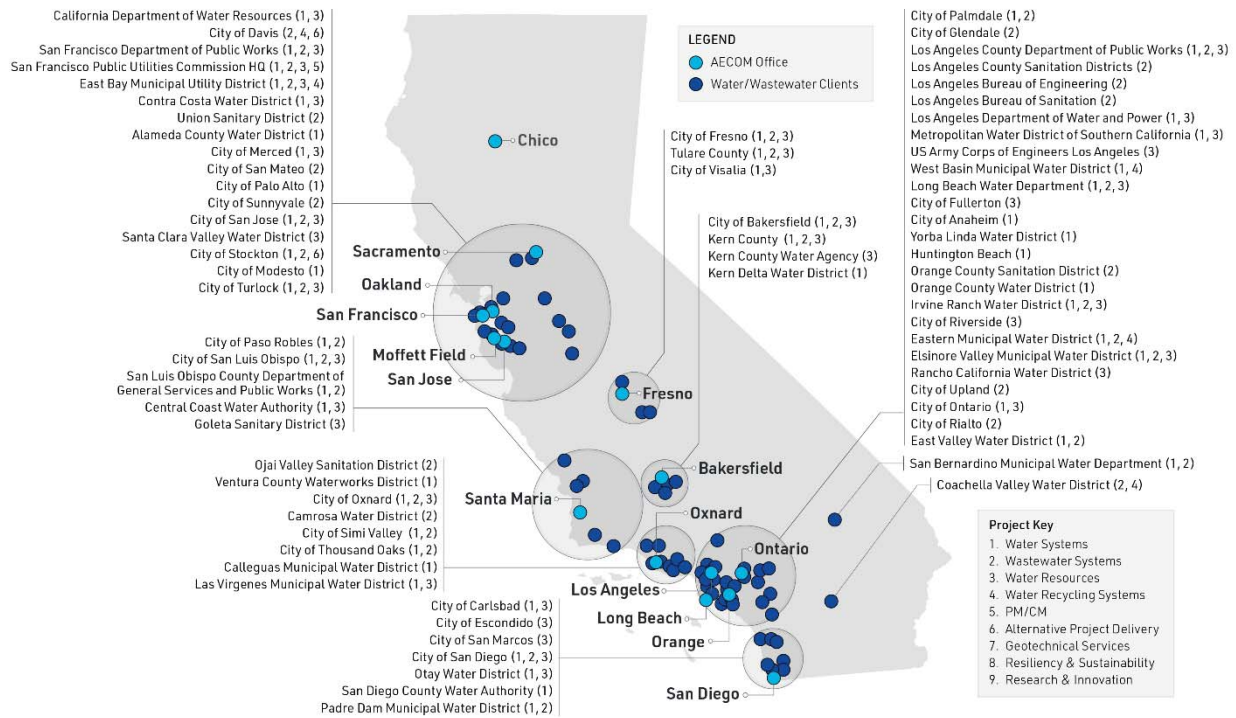 California Department of Water Resources (1, 3)
City of Davis (2, 4, 6)
San Francisco Department of Public Works (1, 2, 3)
San Francisco Public Utilities Commission HQ (1, 2, 3, 5)
East Bay Municipal Utility District (1, 2, 3, 4)
Contra Costa Water District (1, 3)
Union Sanitary District (2)
Alameda County Water District (1)
City of Merced (1, 3)
City of San Mateo (2)
City of Palo Alto (1)
City of Sunnyvale (2)
City of San Jose (1, 2, 3)
Santa Clara Valley Water District (3)
City of Stockton (1, 2, 6)
City of Modesto (1)
City of Turlock (1, 2, 3)
City of Paso Robles (1, 2)
City of San Luis Obispo (1, 2, 3)
San Luis Obispo County Department of
General Services and Public Works (1, 2)
Central Coast Water Authority (1, 3)
Goleta Sanitary District (3)
Ojai Valley Sanitation District (2)
Ventura County Waterworks District (1)
City of Oxnard (1, 2, 3)
Camrosa Water District (2)
City of Simi Valley (1, 2)
City of Thousand Oaks (1, 2)
Calleguas Municipal Water District (1)
Las Virgenes Municipal Water District (1, 3)
City of Carlsbad (1, 3)
City of Escondido (3)
City of San Marcos (3)
City of San Diego (1, 2, 3)
Otay Water District (1, 3)
San Diego County Water Authority (1)
Padre Dam Municipal Water District (1, 2)
Chico
Sacramento
Oakland
San Francisco
Moffett Field
San Jose
Fresno
Bakersfield
Santa Maria
Oxnard
Ontario
Los Angeles
Long Beach
Orange
San Diego
LEGEND
AECOM Office
Water/Wastewater Clients
City of Fresno (1, 2, 3)
Tulare County (1, 2, 3)
City of Visalia (1,3)
City of Bakersfield (1, 2, 3)
Kern County (1, 2, 3)
Kern County Water Agency (3)
Kern Delta Water District (1)
City of Palmdale (1, 2)
City of Glendale (2)
Los Angeles County Department of Public Works (1, 2, 3)
Los Angeles County Sanitation Districts (2)
Los Angeles Bureau of Engineering (2)
Los Angeles Bureau of Sanitation (2)
Los Angeles Department of Water and Power (1, 3)
Metropolitan Water District of Southern California (1, 3)
US Army Corps of Engineers Los Angeles (3)
West Basin Municipal Water District (1, 4)
Long Beach Water Department (1, 2, 3)
City of Fullerton (3)
City of Anaheim (1)
Yorba Linda Water District (1)
Huntington Beach (1)
Orange County Sanitation District (2)
Orange County Water District (1)
Irvine Ranch Water District (1, 2, 3)
City of Riverside (3)
Eastern Municipal Water District (1, 2, 4)
Elsinore Valley Municipal Water District (1, 2, 3)
Rancho California Water District (3)
City of Upland (2)
City of Ontario (1, 3)
City of Rialto (2)
East Valley Water District (1, 2)
San Bernardino Municipal Water Department (1, 2)
Coachella Valley Water District (2, 4)
Project Key
1. Water Systems
2. Wastewater Systems
3. Water Resources
4. Water Recycling Systems
5. PM/CM
6. Alternative Project Delivery
7. Geotechnical Services
8. Resiliency & Sustainability
9. Research & Innovation